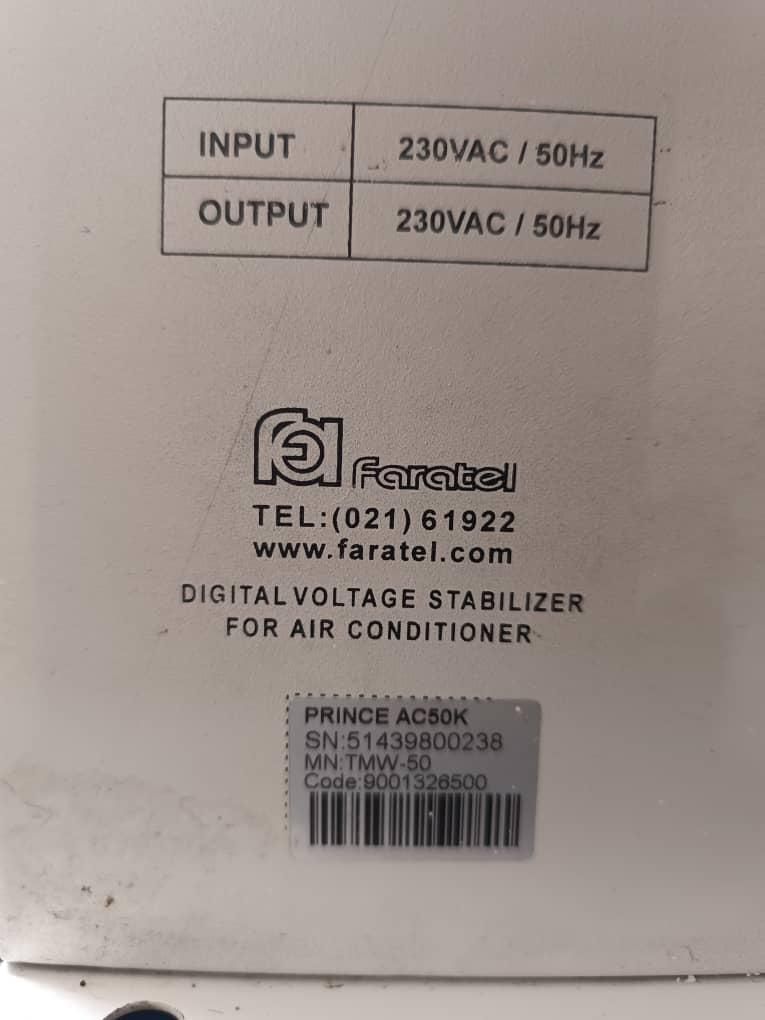 INPUT 230VAC / 50Hz
OUTPUT 230VAC / 50Hz
faratel
TEL:(021) 61922
www.faratel.com
DIGITAL VOLTAGE STABILIZER
FOR AIR CONDITIONER
PRINCE AC50K
SN:51439800238
MN:TMW-50
Code:9001326500